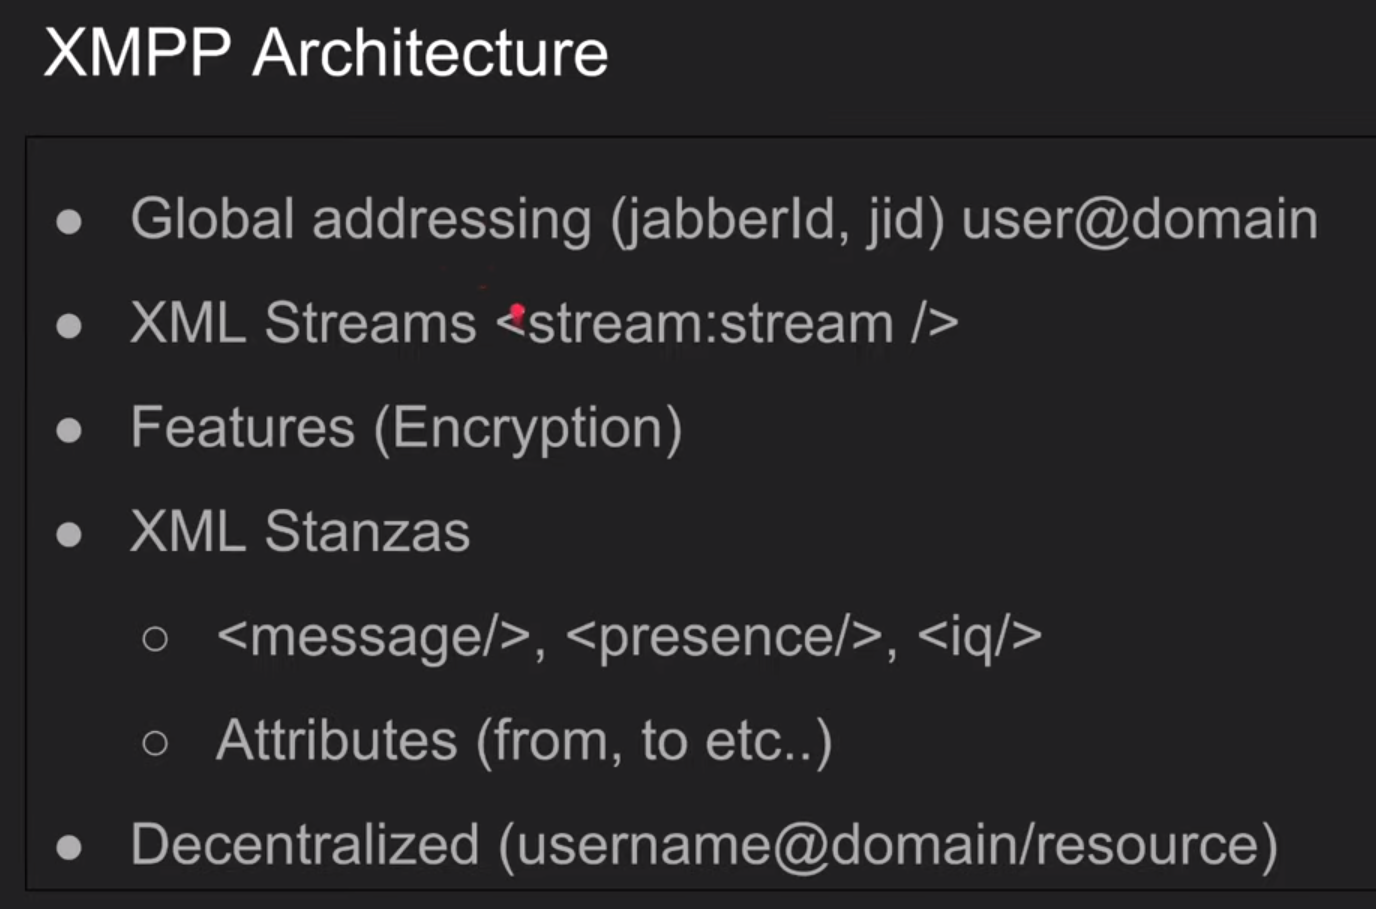 XMPP Architecture
● Global addressing (jabberId, jid) user@domain
● XML Streams <stream:stream />
● Features (Encryption)
● XML Stanzas
○ <message/>, <presence/>, <iq/>
○ Attributes (from, to etc..)
● Decentralized (username@domain/resource)